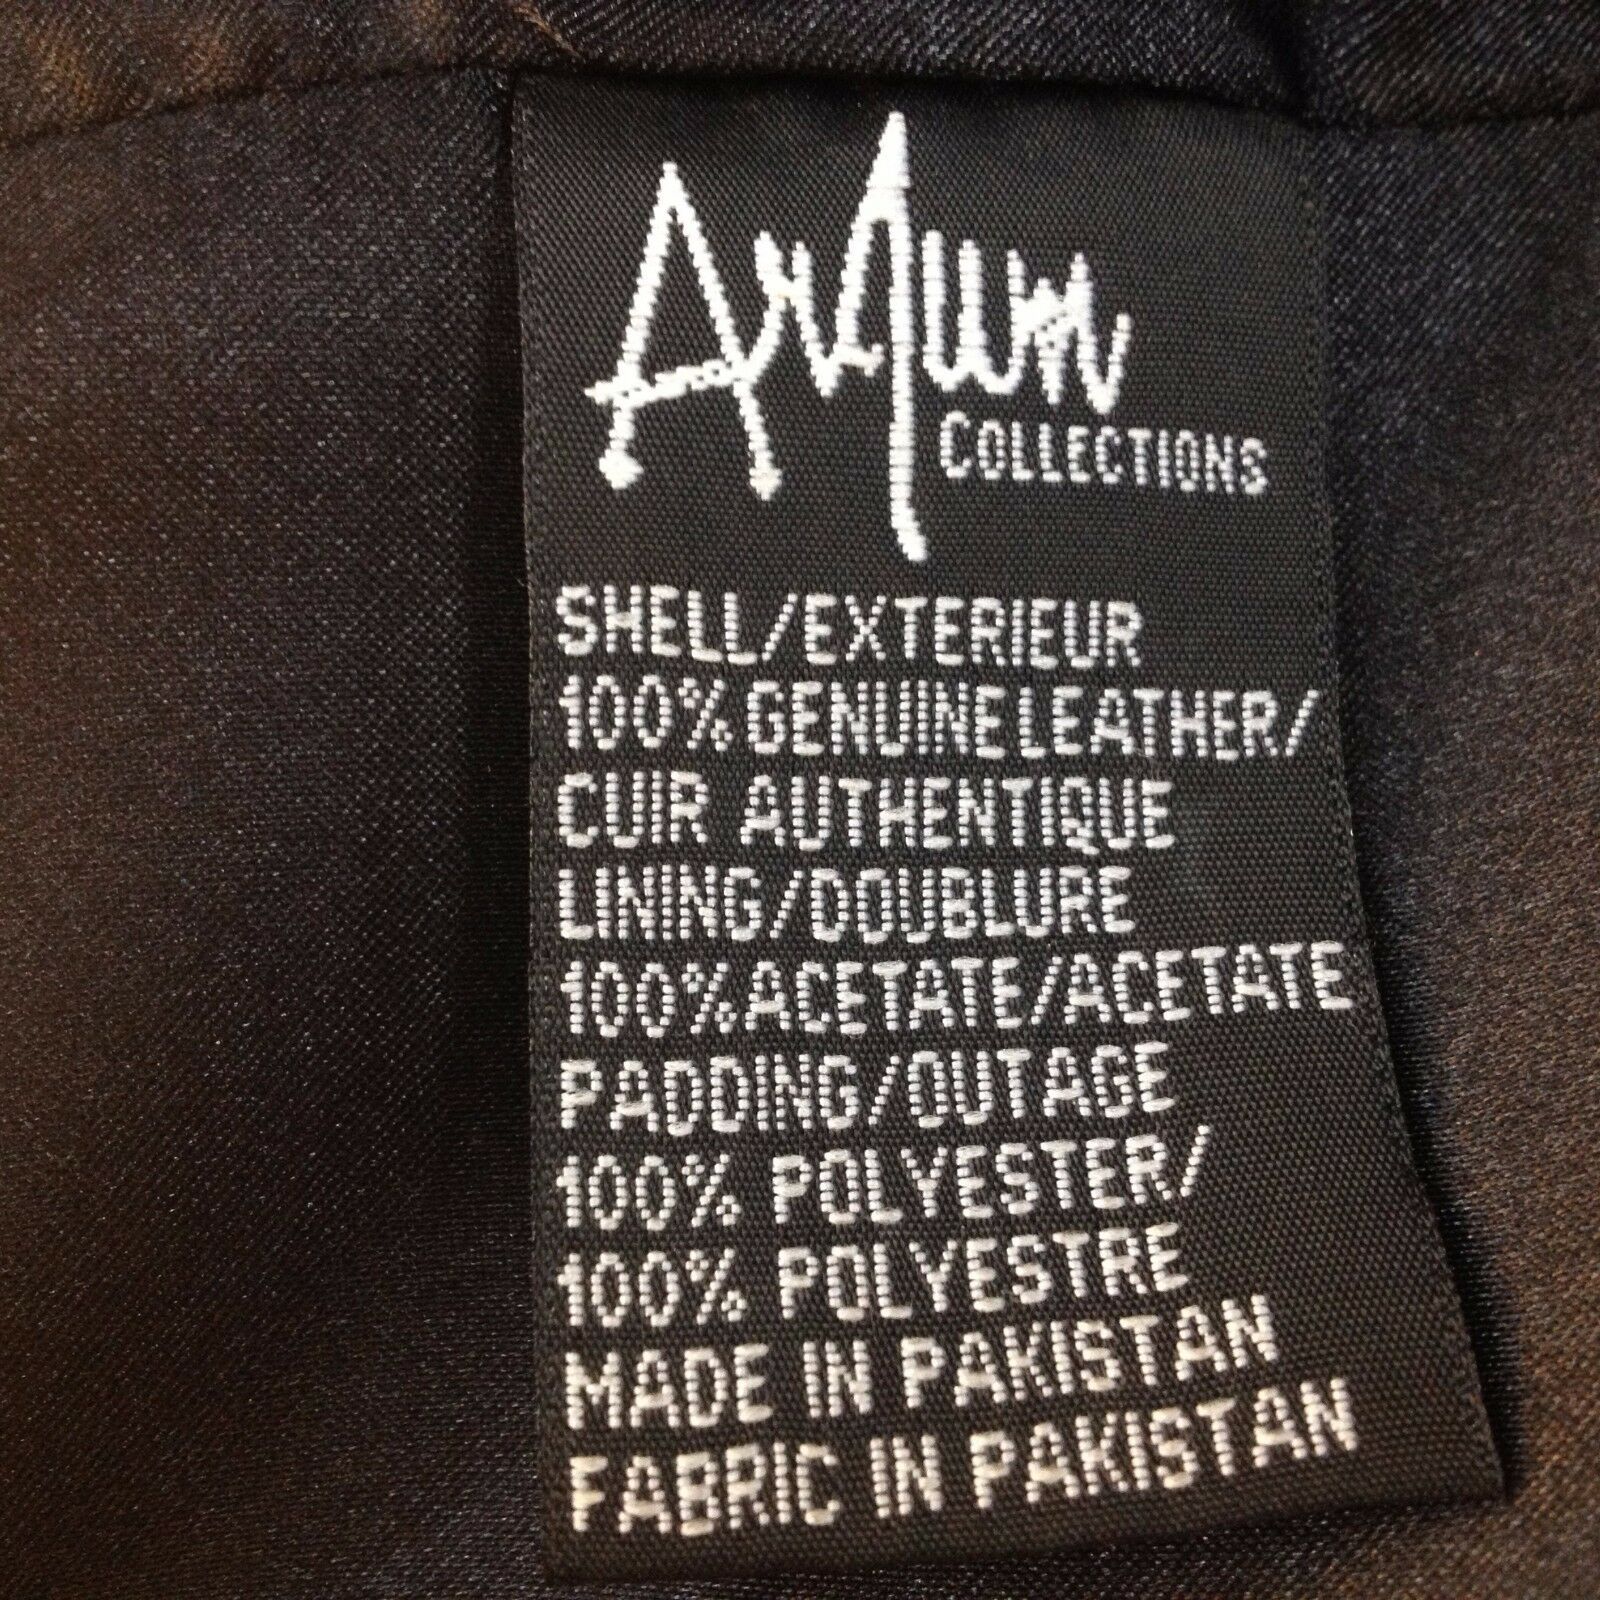 Arjun
COLLECTIONS
SHELL/EXTERIEUR
100% GENUINE LEATHER/
CUIR AUTHENTIQUE
LINING/DOUBLURE
100% ACETATE/ACETATE
PADDING/OUTAGE
100% POLYESTER/
100% POLYESTRE
MADE IN PAKISTAN
FABRIC IN PAKISTAN